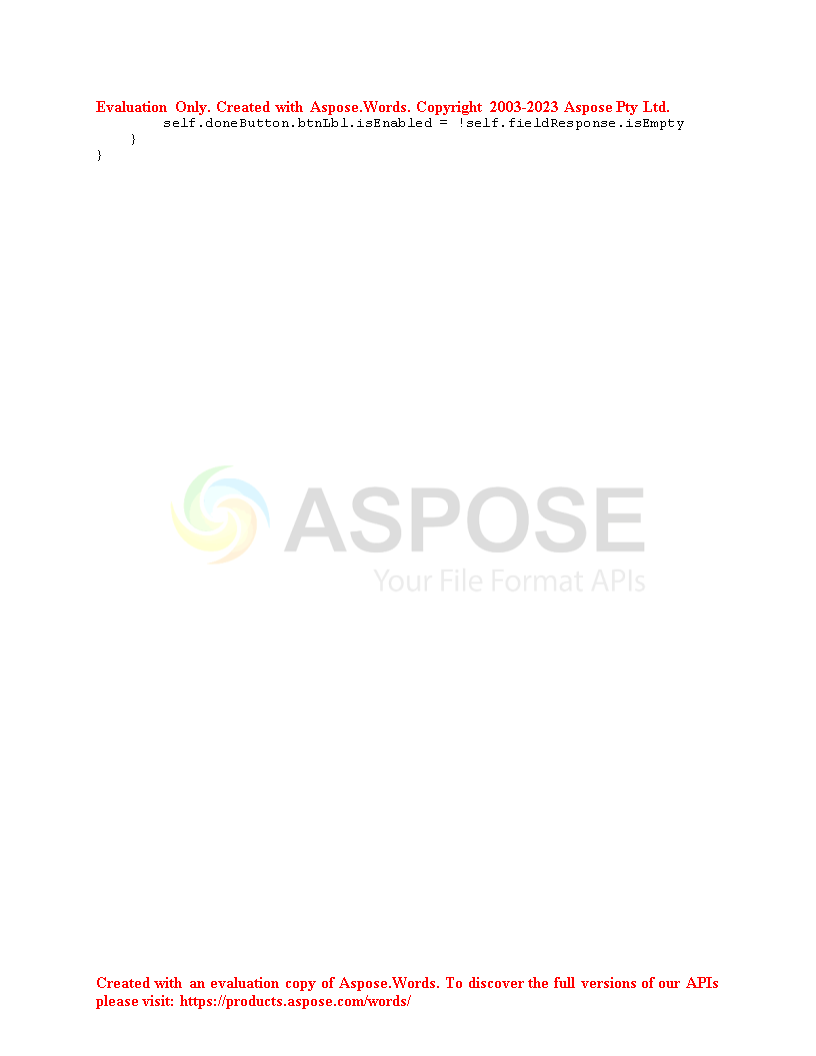 Evaluation Only. Created with Aspose.Words. Copyright 2003-2023 Aspose Pty Ltd.
        self.doneButton.btnLbl.isEnabled = !self.fieldResponse.isEmpty
    }
}
ASPOSE
Your File Format APIs
Created with an evaluation copy of Aspose.Words. To discover the full versions of our APIs
please visit: https://products.aspose.com/words/